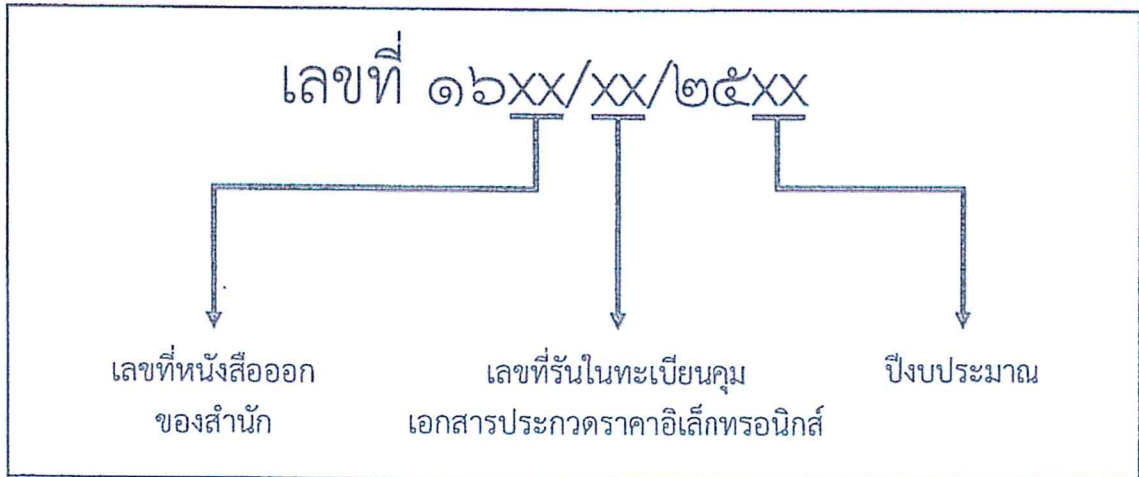 เลขที่ ๑๖xx/xx/๒๕xx
เลขที่หนังสือออก
ของสำนัก
เลขที่รันในทะเบียนคุม
เอกสารประกวดราคาอิเล็กทรอนิกส์
ปีงบประมาณ